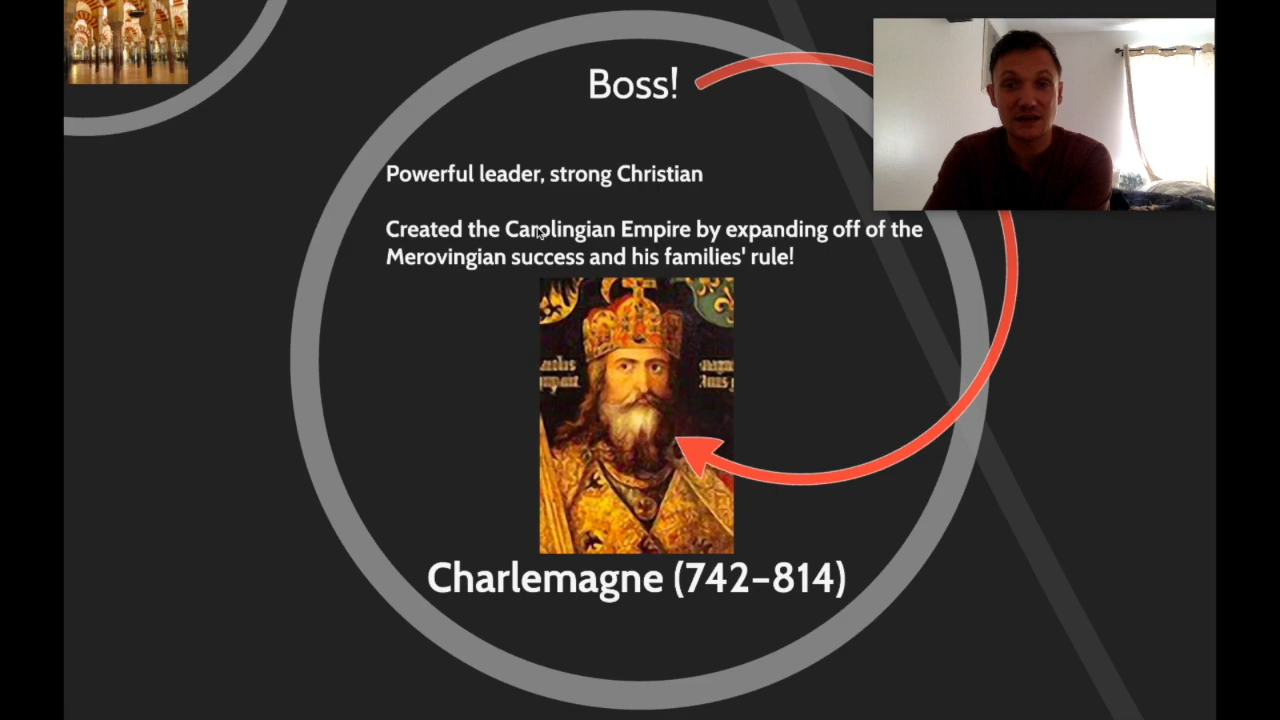 Boss!
Powerful leader, strong Christian
Created the Carolingian Empire by expanding off of the
Merovingian success and his families' rule!
Charlemagne (742–814)